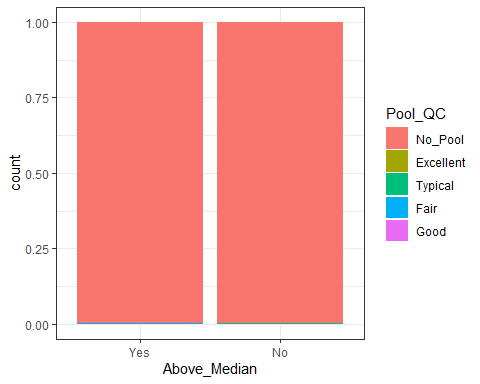 1.00
0.75
0.50
0.25
0.00
count
Yes No
Above_Median
Pool_QC
No_Pool
Excellent
Typical
Fair
Good